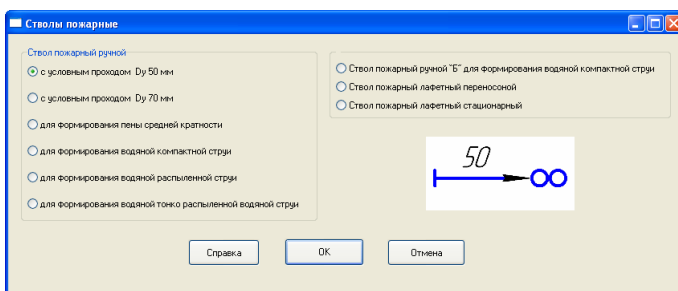 Стволы пожарные
Ствол пожарный ручной
с условным проходом Dy 50 мм
с условным проходом Dy 70 мм
для формирования пены средней кратности
для формирования водяной компактной струи
для формирования водяной распыленной струи
для формирования водяной тонко распыленной водяной струи
Ствол пожарный ручной "Б" для формирования водяной компактной струи
Ствол пожарный лафетный переносоной
Ствол пожарный лафетный стационарный
50
Справка
OK
Отмена